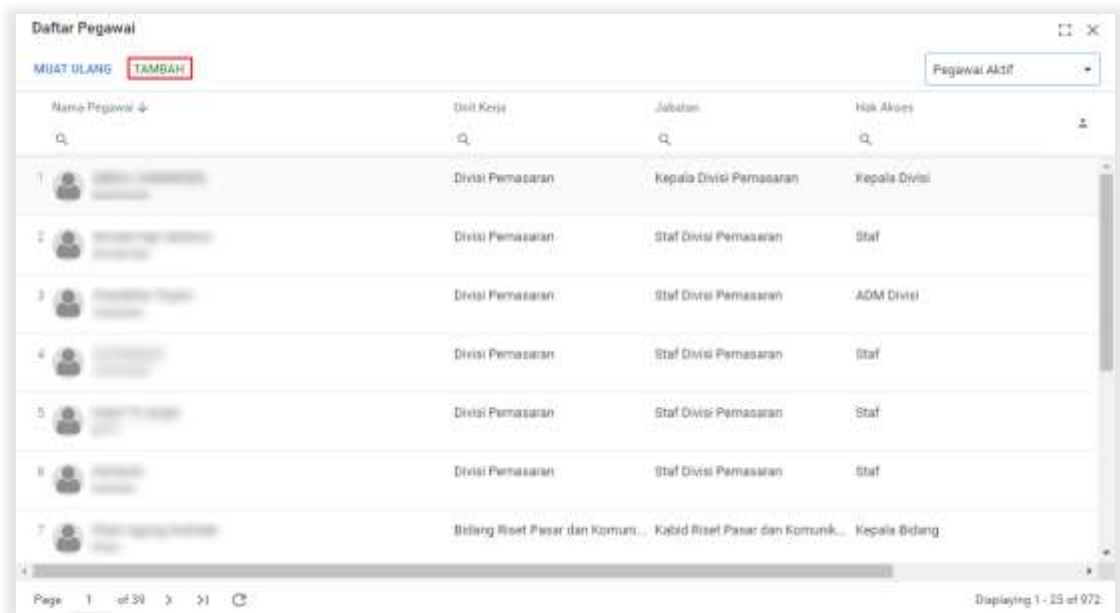 Daftar Pegawai
MUAT ULANG TAMBAH Pegawai Aktif
Nama Pegawai Unit Kerja Jabatan Hak Akses
1 Divisi Pemasaran Kepala Divisi Pemasaran Kepala Divisi
2 Divisi Pemasaran Staf Divisi Pemasaran Staf
3 Divisi Pemasaran Staf Divisi Pemasaran ADM Divisi
4 Divisi Pemasaran Staf Divisi Pemasaran Staf
5 Divisi Pemasaran Staf Divisi Pemasaran Staf
6 Divisi Pemasaran Staf Divisi Pemasaran Staf
7 Bidang Riset Pasar dan Komuni... Kabid Riset Pasar dan Komunik... Kepala Bidang
Page 1 of 39 Displaying 1 - 25 of 972